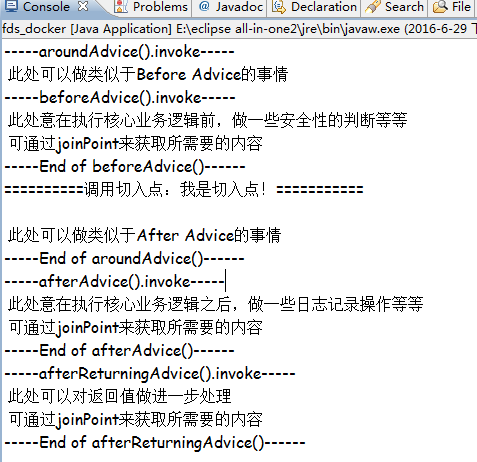 Console Problems @ Javadoc Declaration Search File
fds_docker [Java Application] E:\eclipse all-in-one2\jre\bin\javaw.exe (2016-6-29 下
-----aroundAdvice().invoke-----
此处可以做类似于Before Advice的事情
-----beforeAdvice().invoke-----
此处意在执行核心业务逻辑前，做一些安全性的判断等等
可通过joinPoint来获取所需要的内容
-----End of beforeAdvice()------
==========调用切入点：我是切入点！===========
此处可以做类似于After Advice的事情
-----End of aroundAdvice()------
-----afterAdvice().invoke-----
此处意在执行核心业务逻辑之后，做一些日志记录操作等等
可通过joinPoint来获取所需要的内容
-----End of afterAdvice()------
-----afterReturningAdvice().invoke-----
此处可以对返回值做进一步处理
可通过joinPoint来获取所需要的内容
-----End of afterReturningAdvice()------